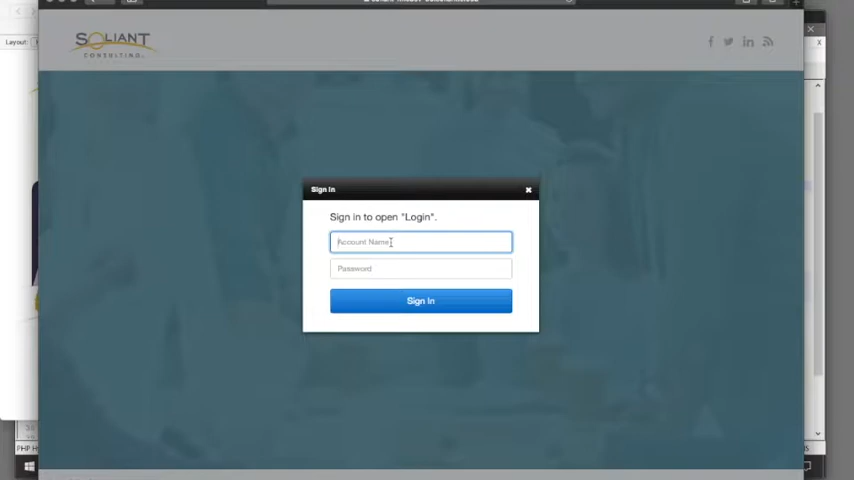 Layout:
SOLIANT
CONSULTING
Sign In
Sign in to open "Login".
Account Name
Password
Sign In